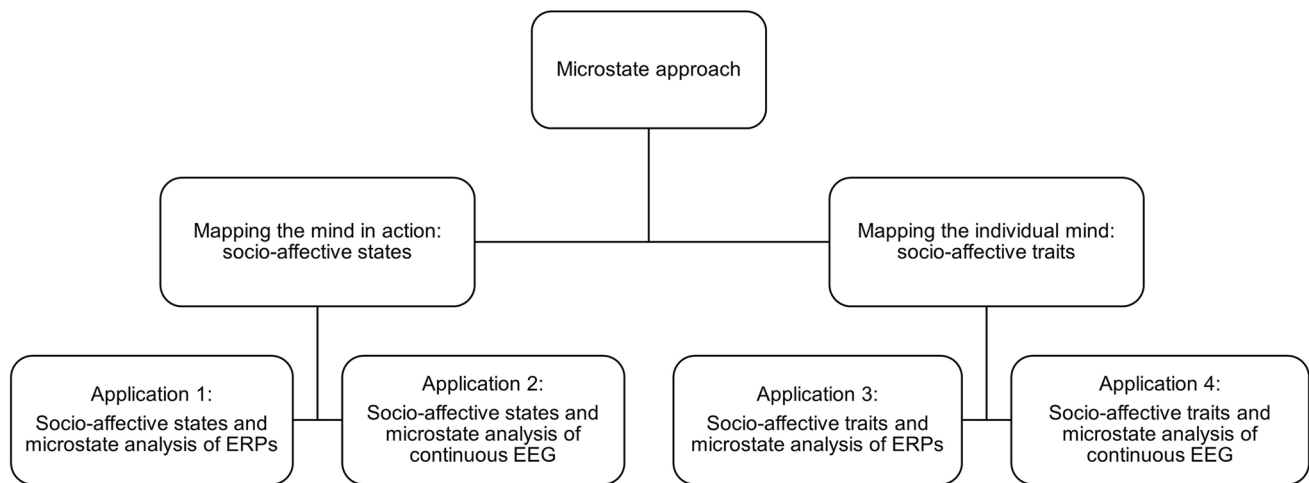 Microstate approach
Mapping the mind in action:
socio-affective states
Mapping the individual mind:
socio-affective traits
Application 1:
Socio-affective states and
microstate analysis of ERPs
Application 2:
Socio-affective states and
microstate analysis of
continuous EEG
Application 3:
Socio-affective traits and
microstate analysis of ERPs
Application 4:
Socio-affective traits and
microstate analysis of
continuous EEG